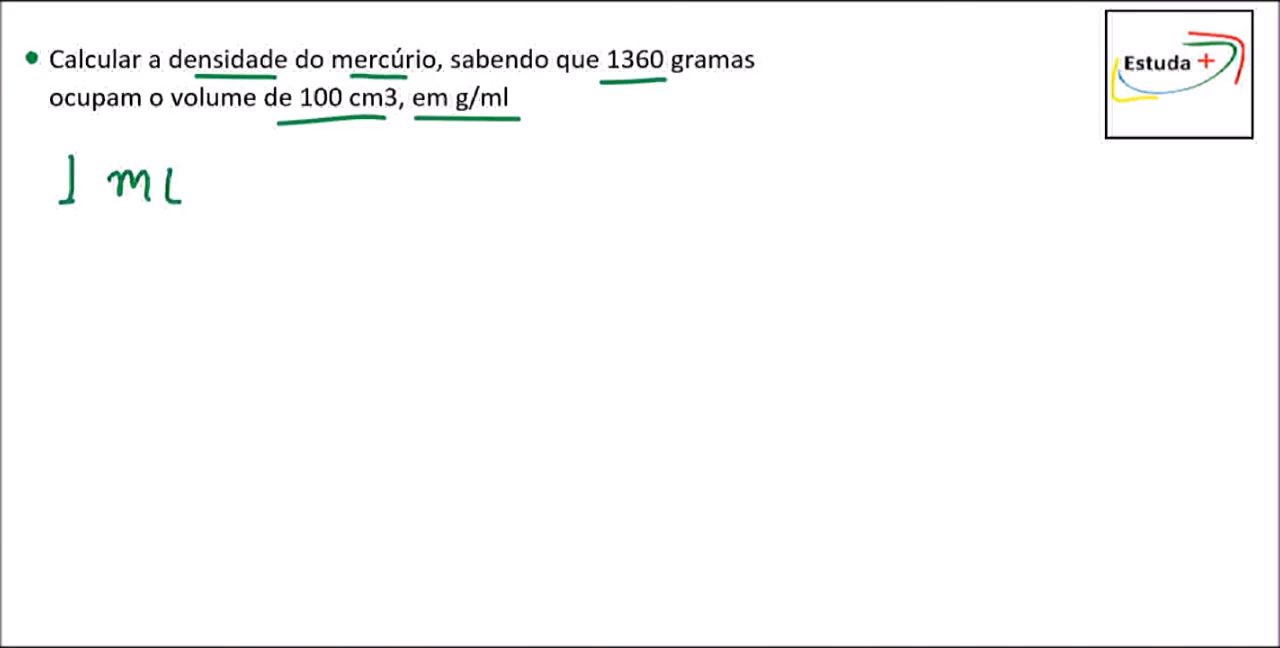 • Calcular a densidade do mercúrio, sabendo que 1360 gramas
ocupam o volume de 100 cm3, em g/ml
Estuda +
1 mL